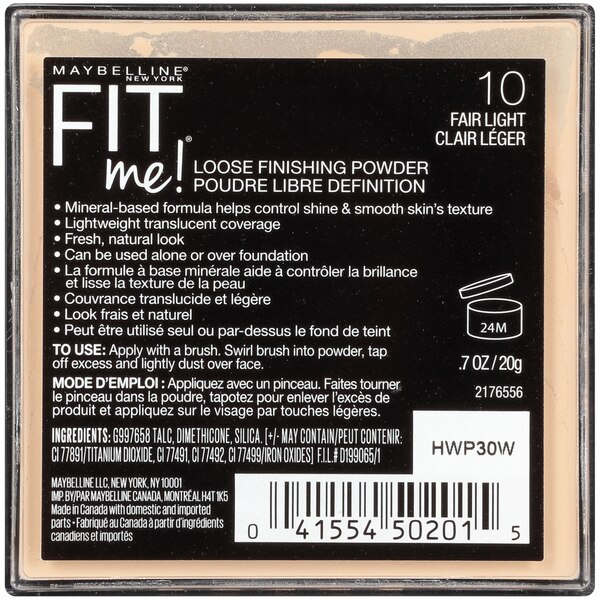 MAYBELLINE®
NEW YORK
FIT
me!®
LOOSE FINISHING POWDER
POUDRE LIBRE DEFINITION
10
FAIR LIGHT
CLAIR LÉGER
• Mineral-based formula helps control shine & smooth skin's texture
• Lightweight translucent coverage
• Fresh, natural look
• Can be used alone or over foundation
• La formule à base minérale aide à contrôler la brillance
et lisse la texture de la peau
• Couvrance translucide et légère
• Look frais et naturel
• Peut être utilisé seul ou par-dessus le fond de teint
24M
TO USE: Apply with a brush. Swirl brush into powder, tap
off excess and lightly dust over face.
.7 OZ/20g
MODE D'EMPLOI: Appliquez avec un pinceau. Faites tourner
le pinceau dans la poudre, tapotez pour enlever l'excès de
produit et appliquez sur le visage par touches légères.
2176556
INGREDIENTS: G997658 TALC, DIMETHICONE, SILICA. [+/- MAY CONTAIN/PEUT CONTENIR:
CI 77891/TITANIUM DIOXIDE, CI 77491, CI 77492, CI 77499/IRON OXIDES] F.I.L.# D199065/1
HWP30W
MAYBELLINE LLC, NEW YORK, NY 10001
IMP. BY/PAR MAYBELLINE CANADA, MONTRÉAL H4T 1K5
Made in Canada with domestic and imported
parts • Fabriqué au Canada à partir d'ingrédients
canadiens et importés
0 41554 50201 5